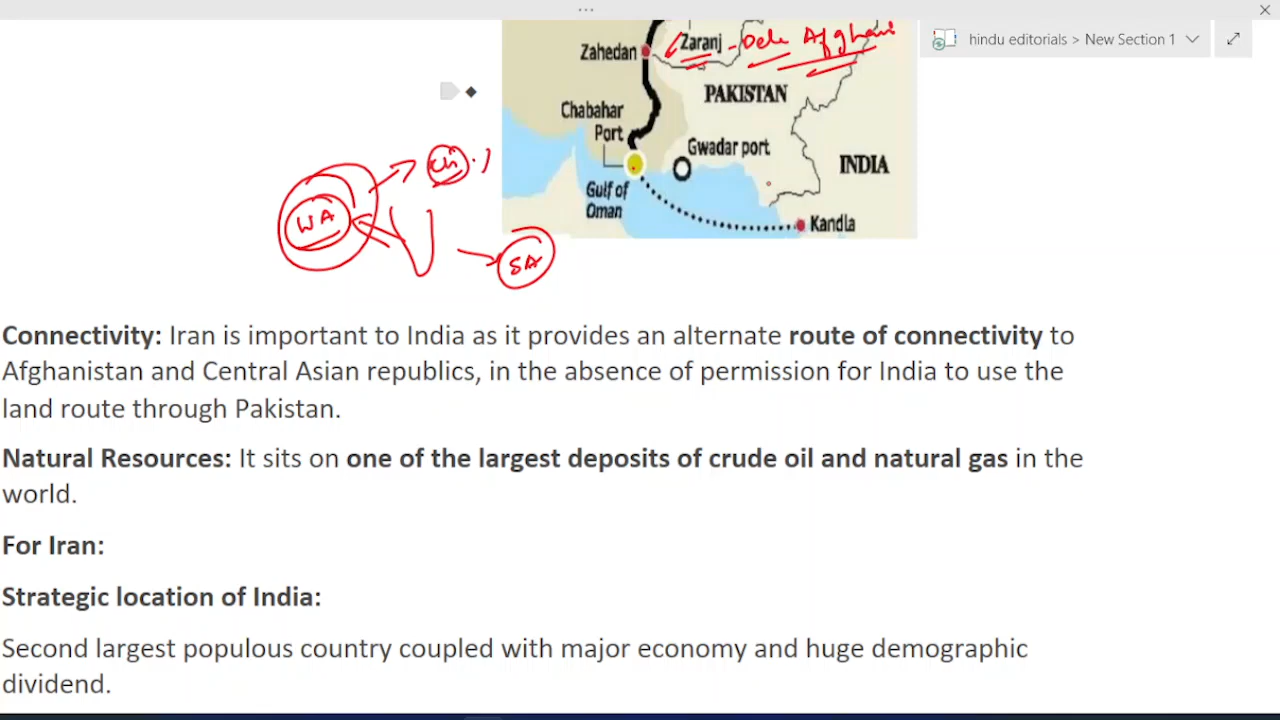 hindu editorials > New Section 1
Zahedan
Zaranj - Dela Afghani
PAKISTAN
Chabahar
Port
Gwadar port
INDIA
Gulf of
Oman
Kandla
WA
SA
Connectivity: Iran is important to India as it provides an alternate route of connectivity to
Afghanistan and Central Asian republics, in the absence of permission for India to use the
land route through Pakistan.
Natural Resources: It sits on one of the largest deposits of crude oil and natural gas in the
world.
For Iran:
Strategic location of India:
Second largest populous country coupled with major economy and huge demographic
dividend.